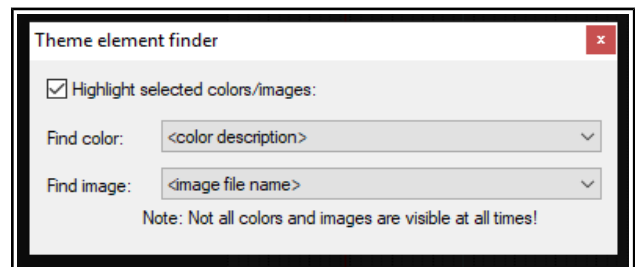 Theme element finder
x
Highlight selected colors/images:
Find color: <color description>
Find image: <image file name>
Note: Not all colors and images are visible at all times!